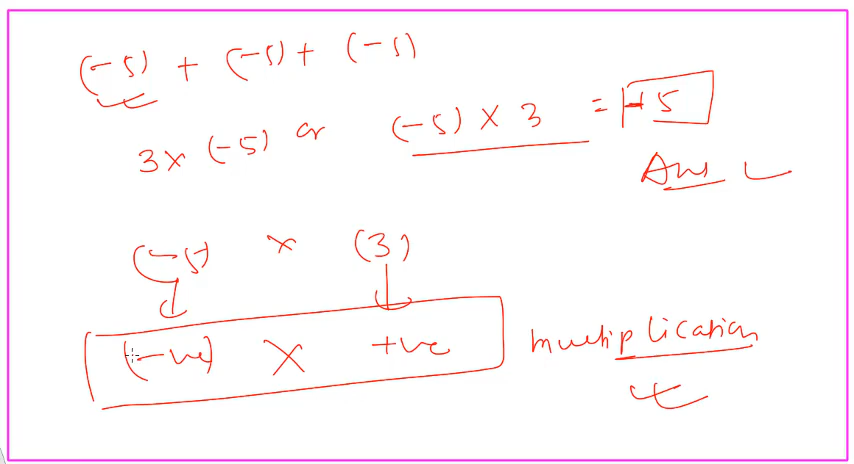 (-5) + (-5) + (-5)
3 x (-5) or (-5) x 3 = -15
Ans
(-5) x (3)
(-ve) x +ve
multiplication